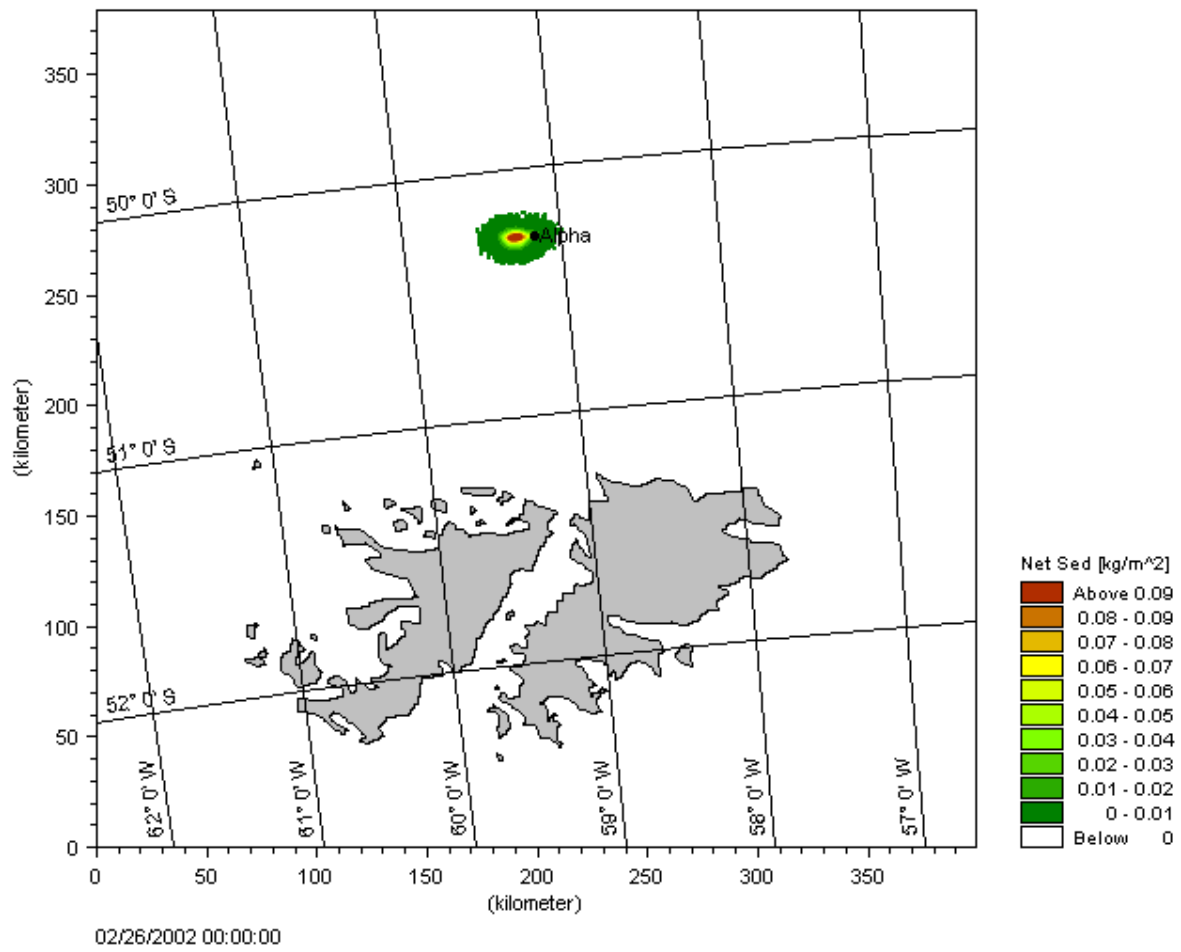 350
300
250
200
150
100
50
0
(kilometer)
50° 0' S
51° 0' S
52° 0' S
Alpha
62° 0' W
61° 0' W
60° 0' W
59° 0' W
58° 0' W
57° 0' W
0 50 100 150 200 250 300 350
(kilometer)
02/26/2002 00:00:00
Net Sed [kg/m^2]
Above 0.09
0.08 - 0.09
0.07 - 0.08
0.06 - 0.07
0.05 - 0.06
0.04 - 0.05
0.03 - 0.04
0.02 - 0.03
0.01 - 0.02
0 - 0.01
Below 0